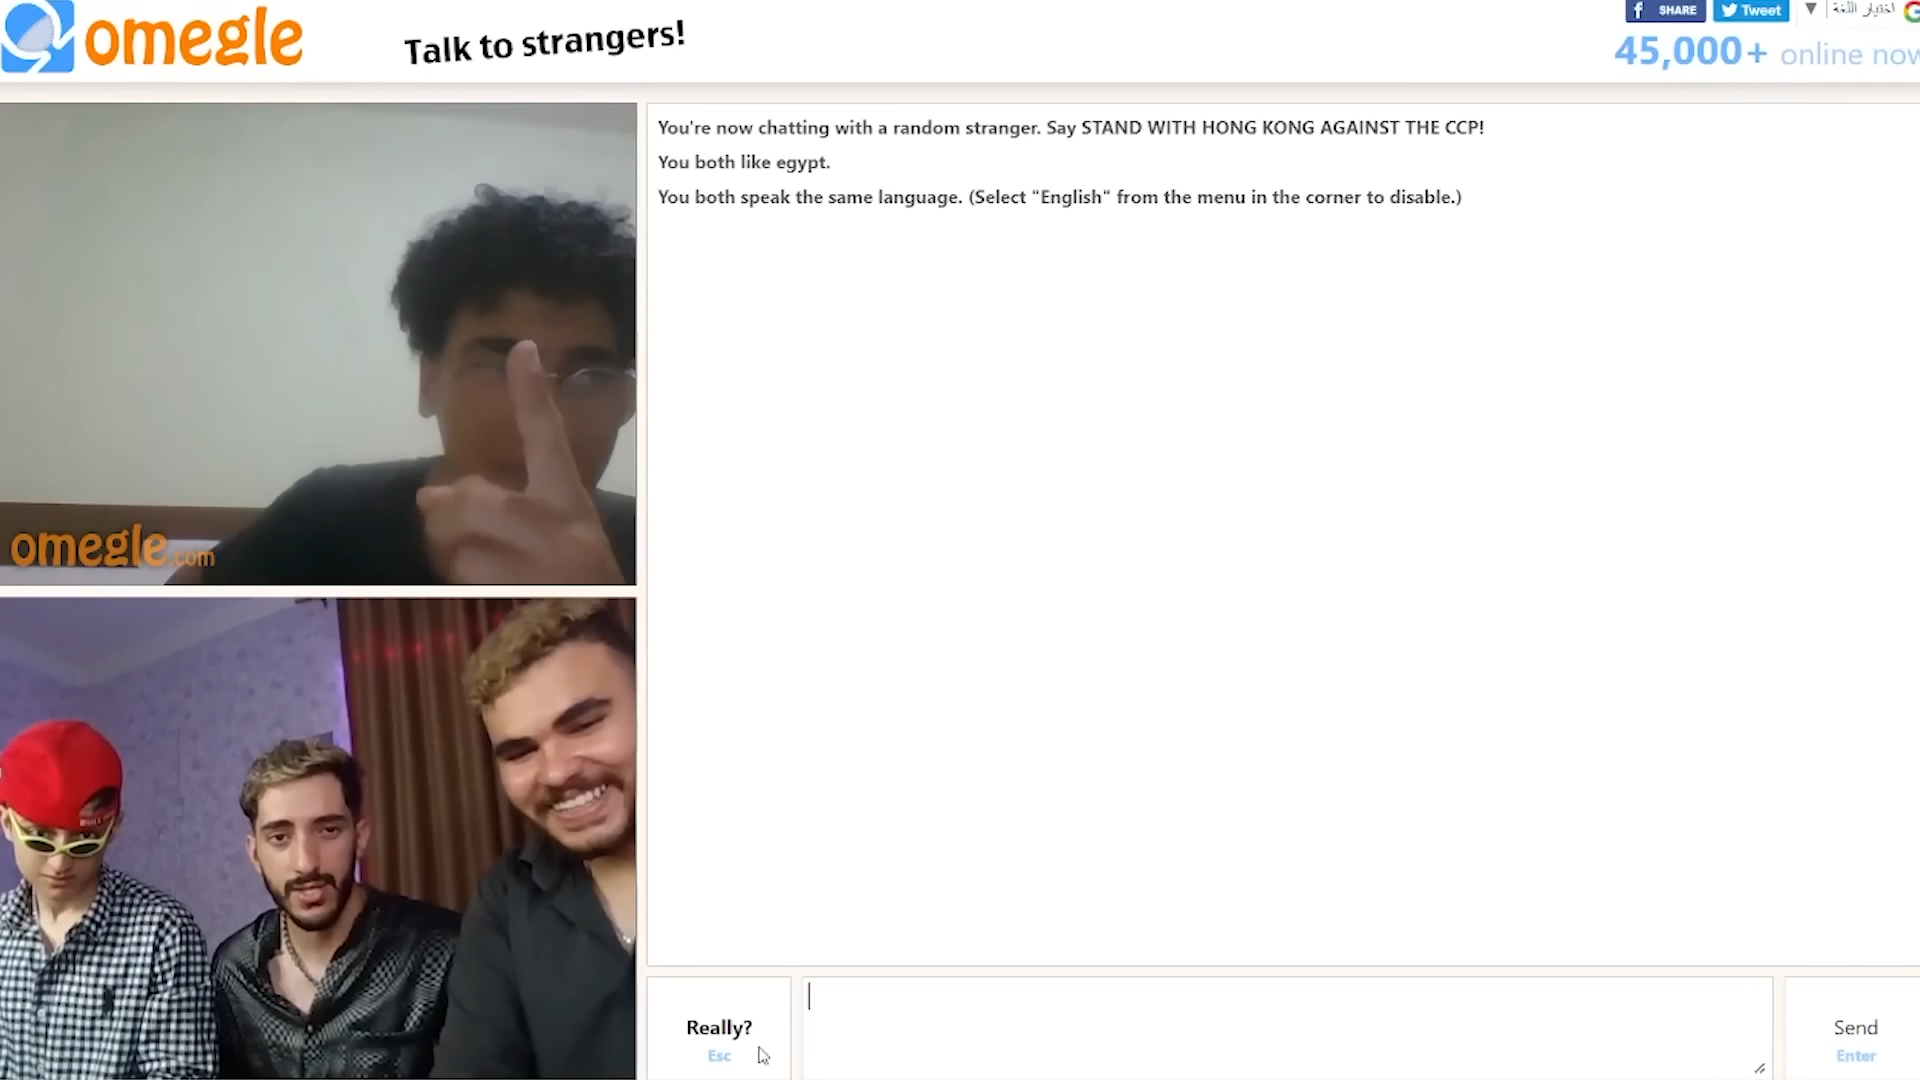 omegle
Talk to strangers!
f SHARE
Tweet
اختيار اللغة
45,000+ online now
You're now chatting with a random stranger. Say STAND WITH HONG KONG AGAINST THE CCP!
You both like egypt.
You both speak the same language. (Select "English" from the menu in the corner to disable.)
omegle.com
Really?
Esc
Send
Enter